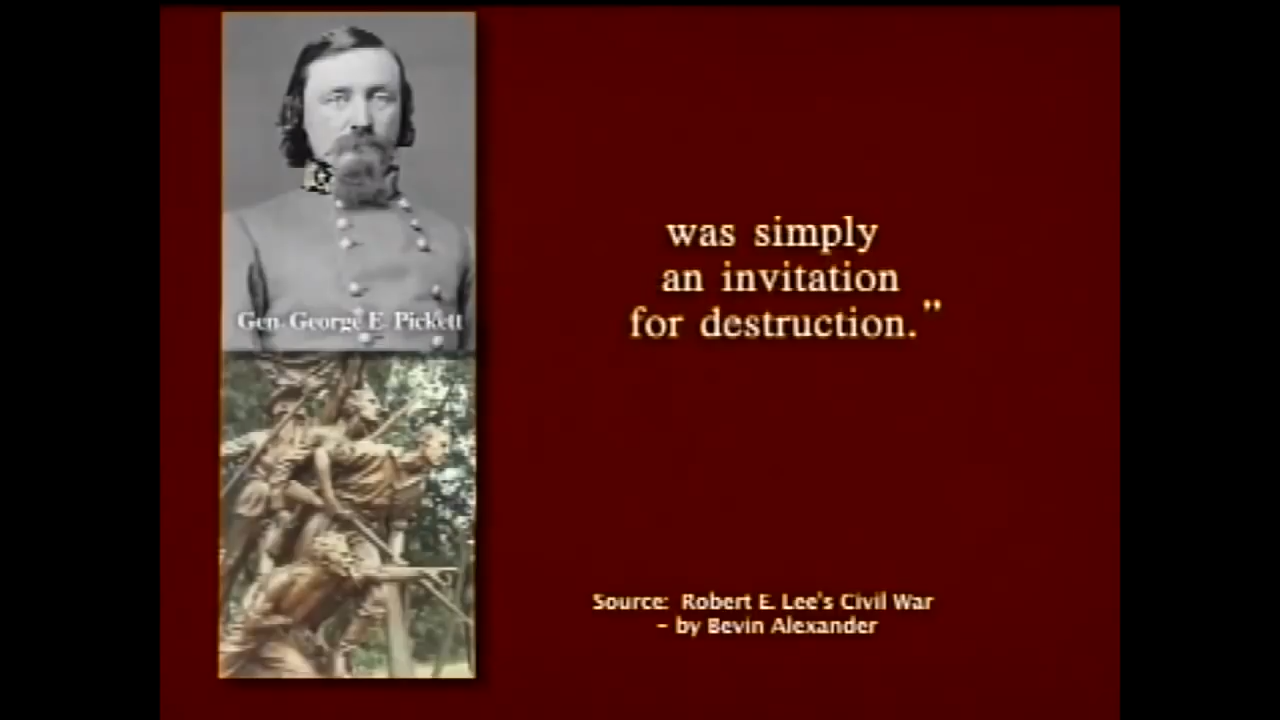 Gen. George E. Pickett
was simply
an invitation
for destruction.”
Source: Robert E. Lee's Civil War
- by Bevin Alexander